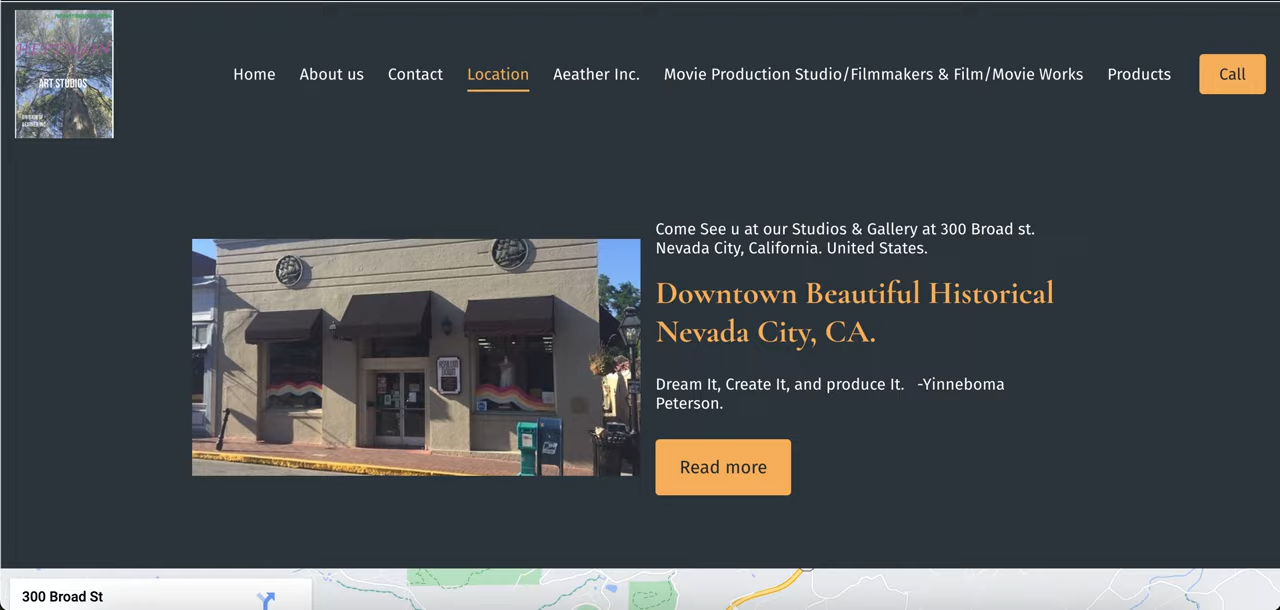 ART STUDIOS
Home
About us
Contact
Location
Aeather Inc.
Movie Production Studio/Filmmakers & Film/Movie Works
Products
Call
Come See u at our Studios & Gallery at 300 Broad st.
Nevada City, California. United States.
Downtown Beautiful Historical
Nevada City, CA.
Dream It, Create It, and produce It. -Yinneboma
Peterson.
Read more
300 Broad St